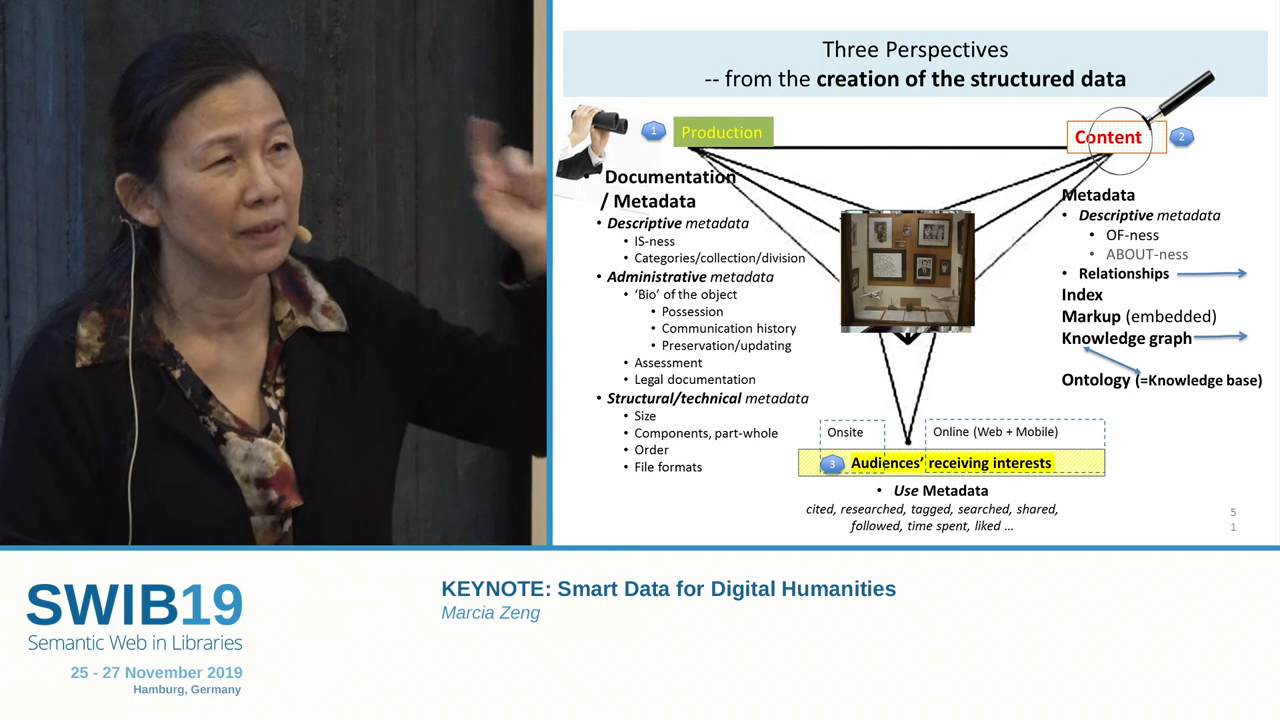 Three Perspectives
-- from the creation of the structured data
1
Production
Content
2
• Documentation
/ Metadata
• Descriptive metadata
• IS-ness
• Categories/collection/division
• Administrative metadata
• ‘Bio’ of the object
• Possession
• Communication history
• Preservation/updating
• Assessment
• Legal documentation
• Structural/technical metadata
• Size
• Components, part-whole
• Order
• File formats
Metadata
• Descriptive metadata
• OF-ness
• ABOUT-ness
• Relationships
Index
Markup (embedded)
Knowledge graph
Ontology (=Knowledge base)
Onsite
Online (Web + Mobile)
3
Audiences’ receiving interests
• Use Metadata
cited, researched, tagged, searched, shared,
followed, time spent, liked …
5
1
SWIB19
Semantic Web in Libraries
25 - 27 November 2019
Hamburg, Germany
KEYNOTE: Smart Data for Digital Humanities
Marcia Zeng